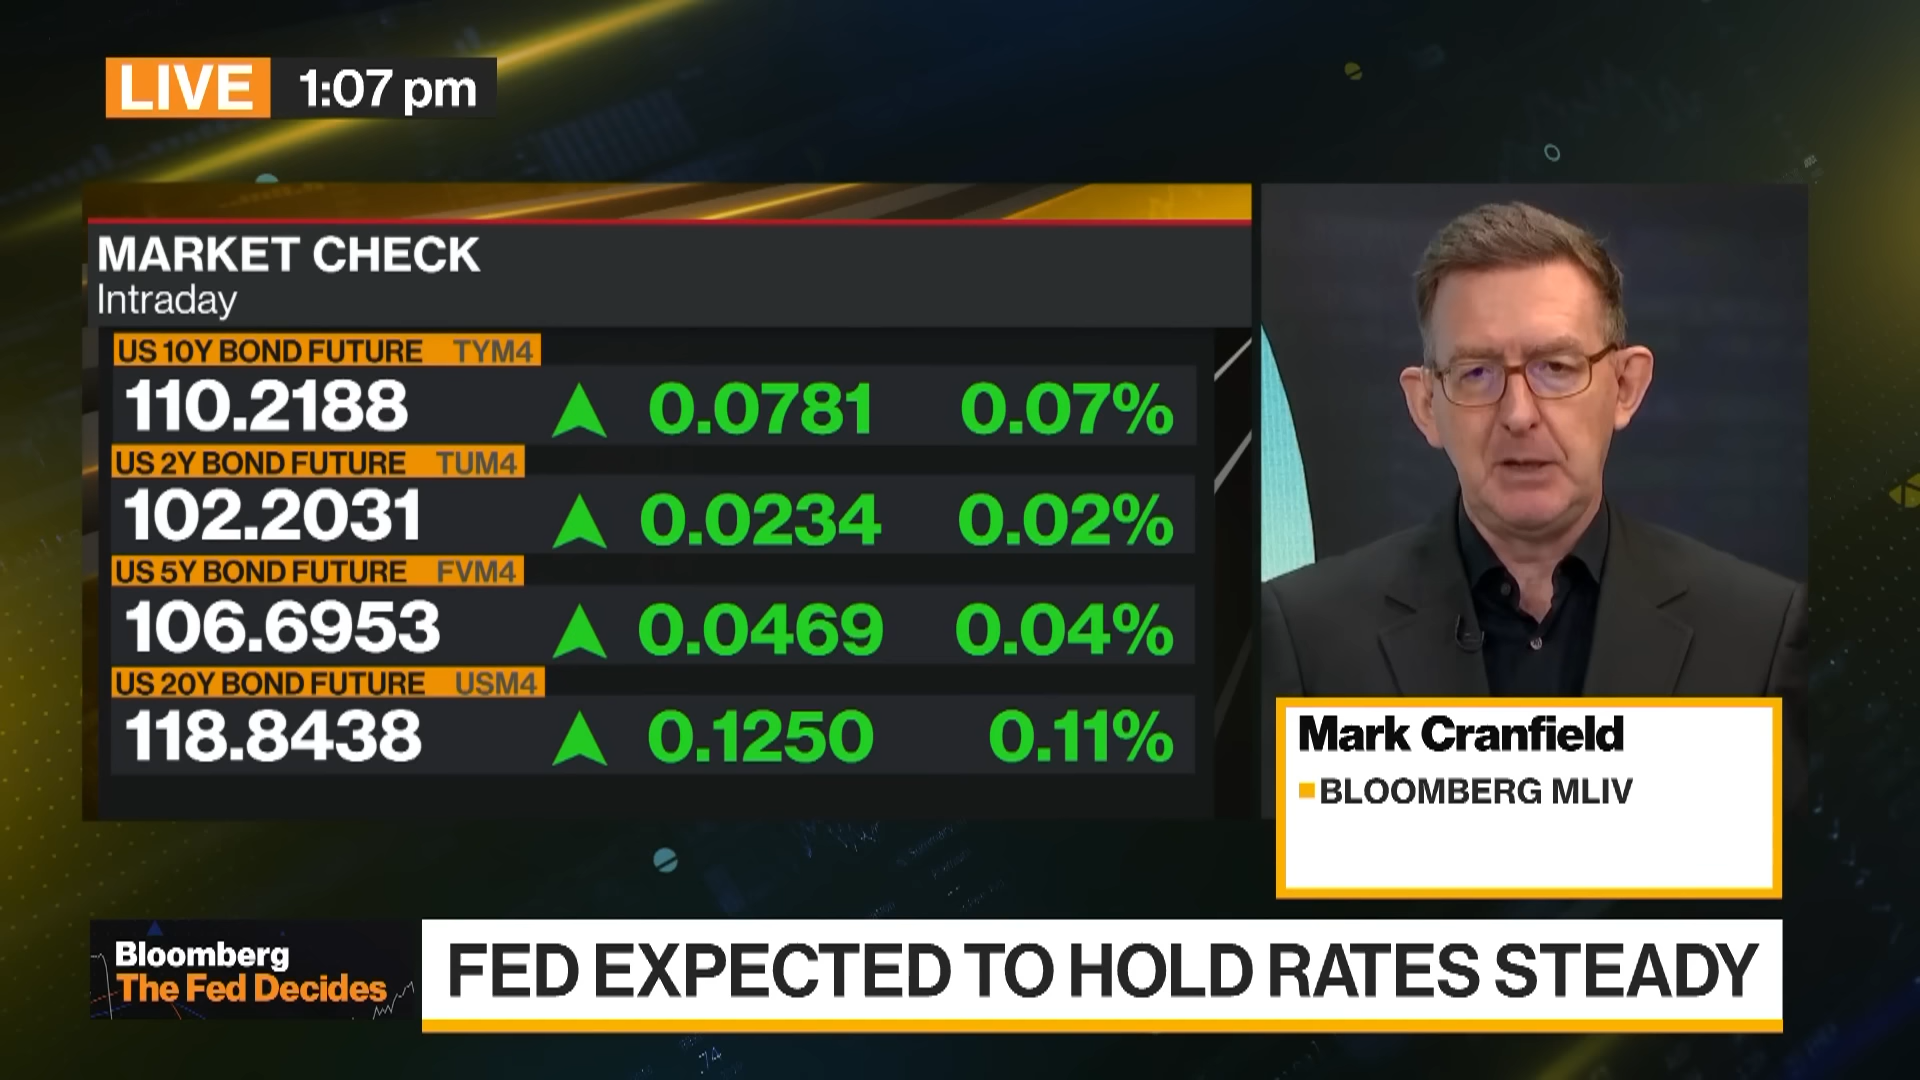 LIVE 1:07 pm
MARKET CHECK
Intraday
US 10Y BOND FUTURE TYM4
110.2188 ▲ 0.0781 0.07%
US 2Y BOND FUTURE TUM4
102.2031 ▲ 0.0234 0.02%
US 5Y BOND FUTURE FVM4
106.6953 ▲ 0.0469 0.04%
US 20Y BOND FUTURE USM4
118.8438 ▲ 0.1250 0.11%
Mark Cranfield
BLOOMBERG MLIV
Bloomberg
The Fed Decides
FED EXPECTED TO HOLD RATES STEADY